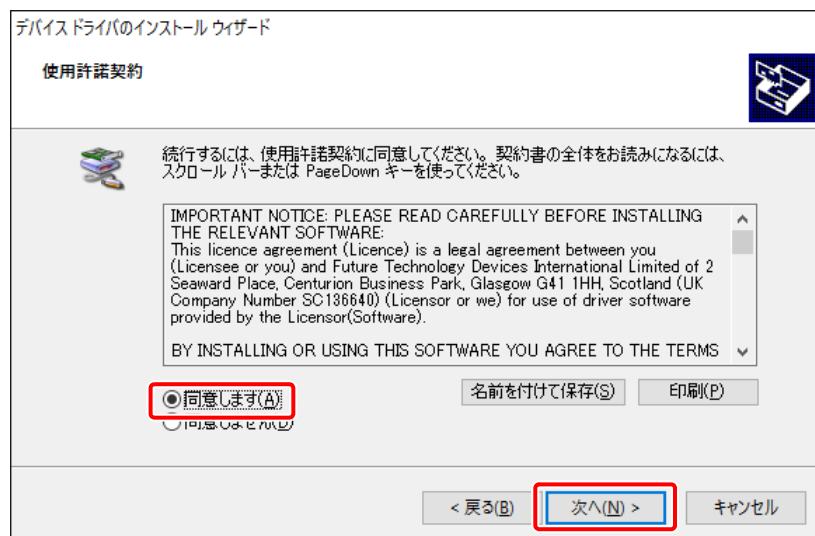 デバイス ドライバのインストール ウィザード
使用許諾契約
続行するには、使用許諾契約に同意してください。契約書の全体をお読みになるには、
スクロール バーまたは PageDown キーを使ってください。
IMPORTANT NOTICE: PLEASE READ CAREFULLY BEFORE INSTALLING
THE RELEVANT SOFTWARE:
This licence agreement (Licence) is a legal agreement between you
(Licensee or you) and Future Technology Devices International Limited of 2
Seaward Place, Centurion Business Park, Glasgow G41 1HH, Scotland (UK
Company Number SC136640) (Licensor or we) for use of driver software
provided by the Licensor(Software).
BY INSTALLING OR USING THIS SOFTWARE YOU AGREE TO THE TERMS
同意します(A)
名前を付けて保存(S)
印刷(P)
同意しません(D)
< 戻る(B)
次へ(N) >
キャンセル